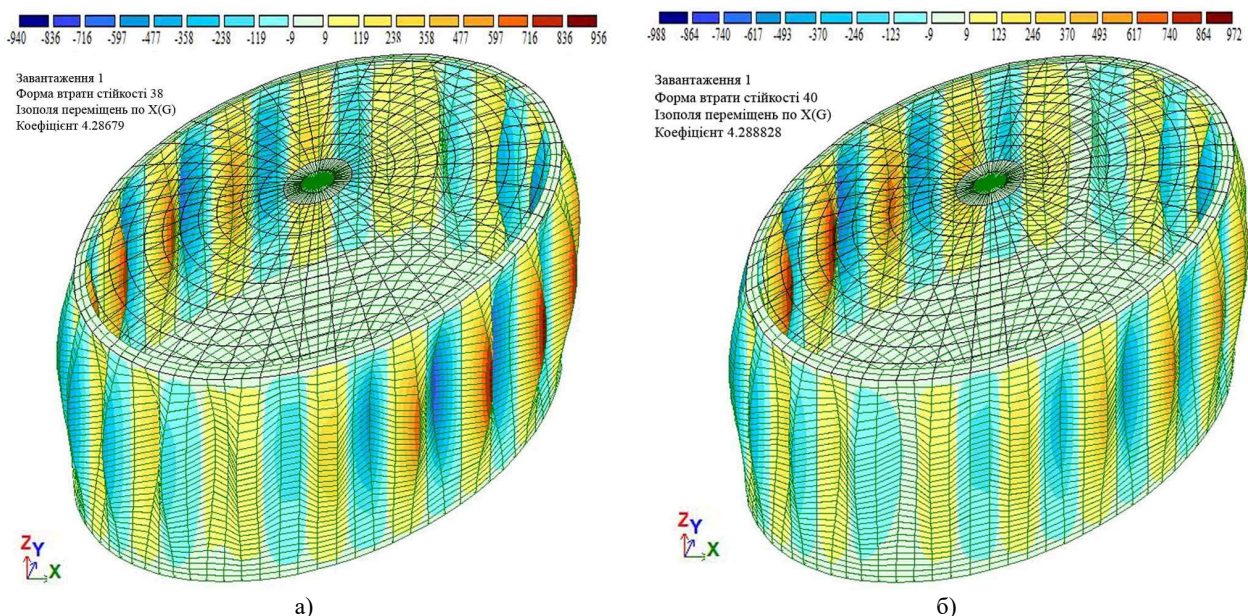 -940 -836 -716 -597 -477 -358 -238 -119 -9 9 119 238 358 477 597 716 836 956
Завантаження 1
Форма втрати стійкості 38
Ізополя переміщень по X(G)
Коефіцієнт 4.28679
Z
Y
X
а)
-988 -864 -740 -617 -493 -370 -246 -123 -9 9 123 246 370 493 617 740 864 972
Завантаження 1
Форма втрати стійкості 40
Ізополя переміщень по X(G)
Коефіцієнт 4.288828
Z
Y
X
б)